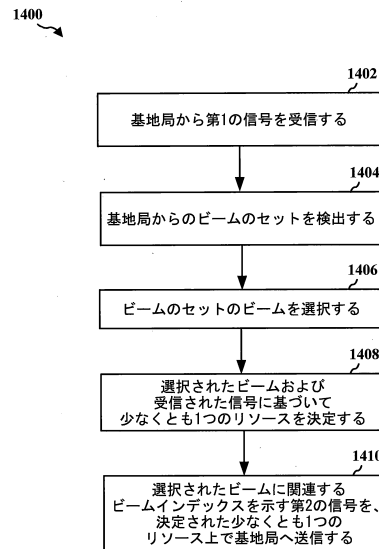 1400
1402
基地局から第1の信号を受信する
1404
基地局からのビームのセットを検出する
1406
ビームのセットのビームを選択する
1408
選択されたビームおよび
受信された信号に基づいて
少なくとも1つのリソースを決定する
1410
選択されたビームに関連する
ビームインデックスを示す第2の信号を、
決定された少なくとも1つの
リソース上で基地局へ送信する